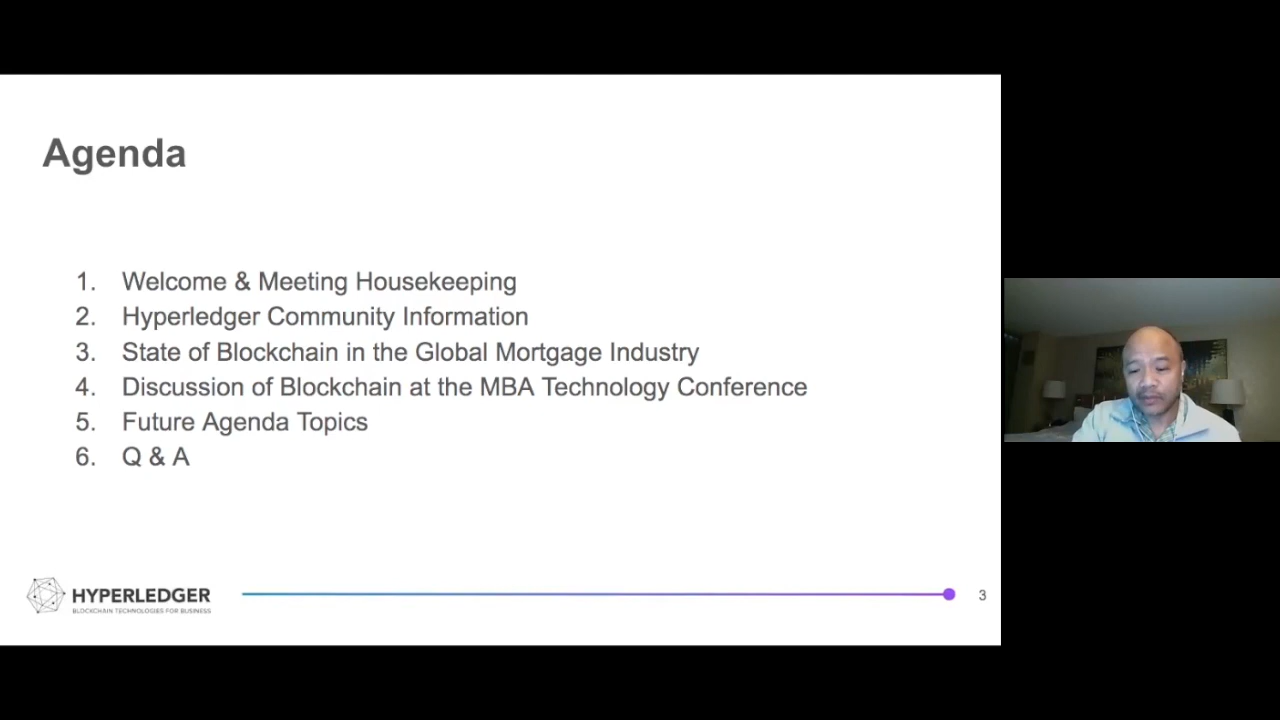 Agenda
1. Welcome & Meeting Housekeeping
2. Hyperledger Community Information
3. State of Blockchain in the Global Mortgage Industry
4. Discussion of Blockchain at the MBA Technology Conference
5. Future Agenda Topics
6. Q & A
HYPERLEDGER
BLOCKCHAIN TECHNOLOGIES FOR BUSINESS
3